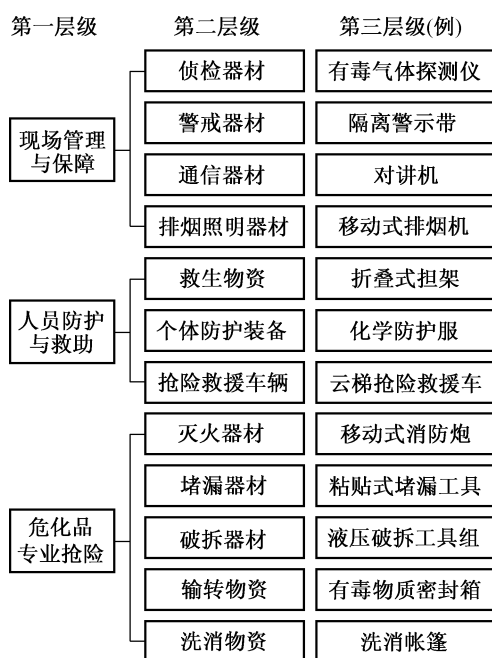 第一层级 第二层级 第三层级(例)
现场管理
与保障
侦检器材 有毒气体探测仪
警戒器材 隔离警示带
通信器材 对讲机
排烟照明器材 移动式排烟机
人员防护
与救助
救生物资 折叠式担架
个体防护装备 化学防护服
抢险救援车辆 云梯抢险救援车
危化品
专业抢险
灭火器材 移动式消防炮
堵漏器材 粘贴式堵漏工具
破拆器材 液压破拆工具组
输转物资 有毒物质密封箱
洗消物资 洗消帐篷